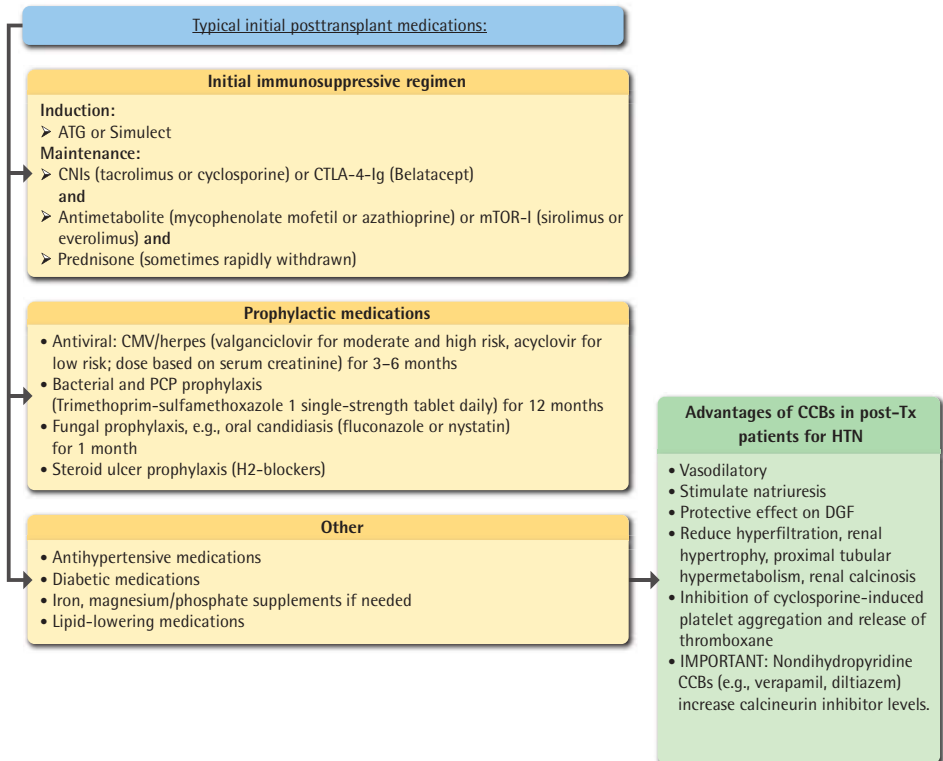 Typical initial posttransplant medications:
Initial immunosuppressive regimen
Induction:
➢ ATG or Simulect
Maintenance:
➢ CNIs (tacrolimus or cyclosporine) or CTLA-4-Ig (Belatacept)
and
➢ Antimetabolite (mycophenolate mofetil or azathioprine) or mTOR-I (sirolimus or
everolimus) and
➢ Prednisone (sometimes rapidly withdrawn)
Prophylactic medications
• Antiviral: CMV/herpes (valganciclovir for moderate and high risk, acyclovir for
low risk; dose based on serum creatinine) for 3–6 months
• Bacterial and PCP prophylaxis
(Trimethoprim-sulfamethoxazole 1 single-strength tablet daily) for 12 months
• Fungal prophylaxis, e.g., oral candidiasis (fluconazole or nystatin)
for 1 month
• Steroid ulcer prophylaxis (H2-blockers)
Other
• Antihypertensive medications
• Diabetic medications
• Iron, magnesium/phosphate supplements if needed
• Lipid-lowering medications
Advantages of CCBs in post-Tx
patients for HTN
• Vasodilatory
• Stimulate natriuresis
• Protective effect on DGF
• Reduce hyperfiltration, renal
hypertrophy, proximal tubular
hypermetabolism, renal calcinosis
• Inhibition of cyclosporine-induced
platelet aggregation and release of
thromboxane
• IMPORTANT: Nondihydropyridine
CCBs (e.g., verapamil, diltiazem)
increase calcineurin inhibitor levels.